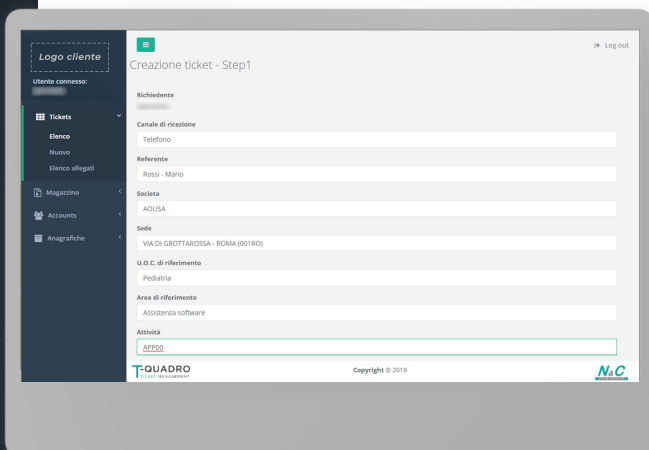 Logo cliente
Utente connesso:
Tickets
Elenco
Nuovo
Elenco allegati
Magazzino
Accounts
Anagrafiche
Log out
Creazione ticket - Step1
Richiedente
Canale di ricezione
Telefono
Referente
Rossi - Mario
Societa
AOUSA
Sede
VIA DI GROTTAROSSA - ROMA (001RO)
U.O.C. di riferimento
Pediatria
Area di riferimento
Assistenza software
Attività
APP00
T-QUADRO
TICKET MANAGEMENT
Copyright © 2019
N&C